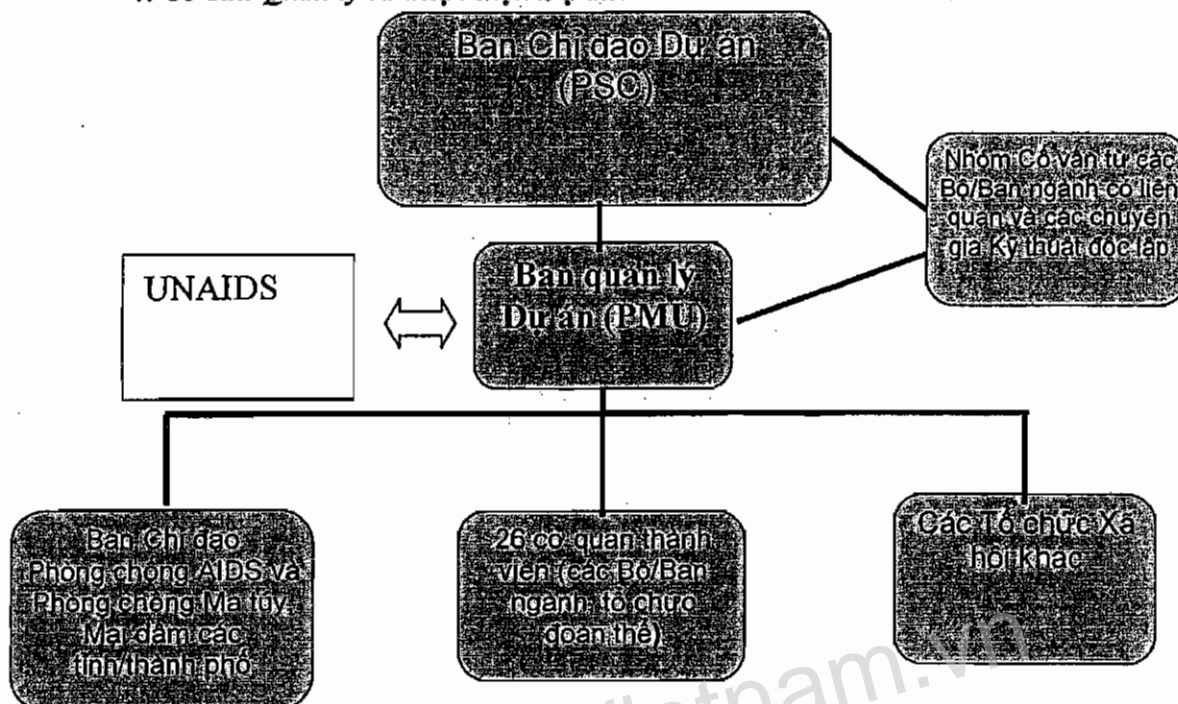 Ban Chỉ đạo Dự án
(PSC)
Nhóm Cố vấn từ các
Bộ/Ban ngành có liên
quan và các chuyên
gia Kỹ thuật độc lập
UNAIDS
Ban quản lý
Dự án (PMU)
Ban Chỉ đạo
Phòng chống AIDS và
Phòng chống Ma túy,
Mại dâm các
tỉnh/thành phố
26 cơ quan thành
viên (các Bộ/Ban
ngành, tổ chức
đoàn thể)
Các Tổ chức Xã
hội khác